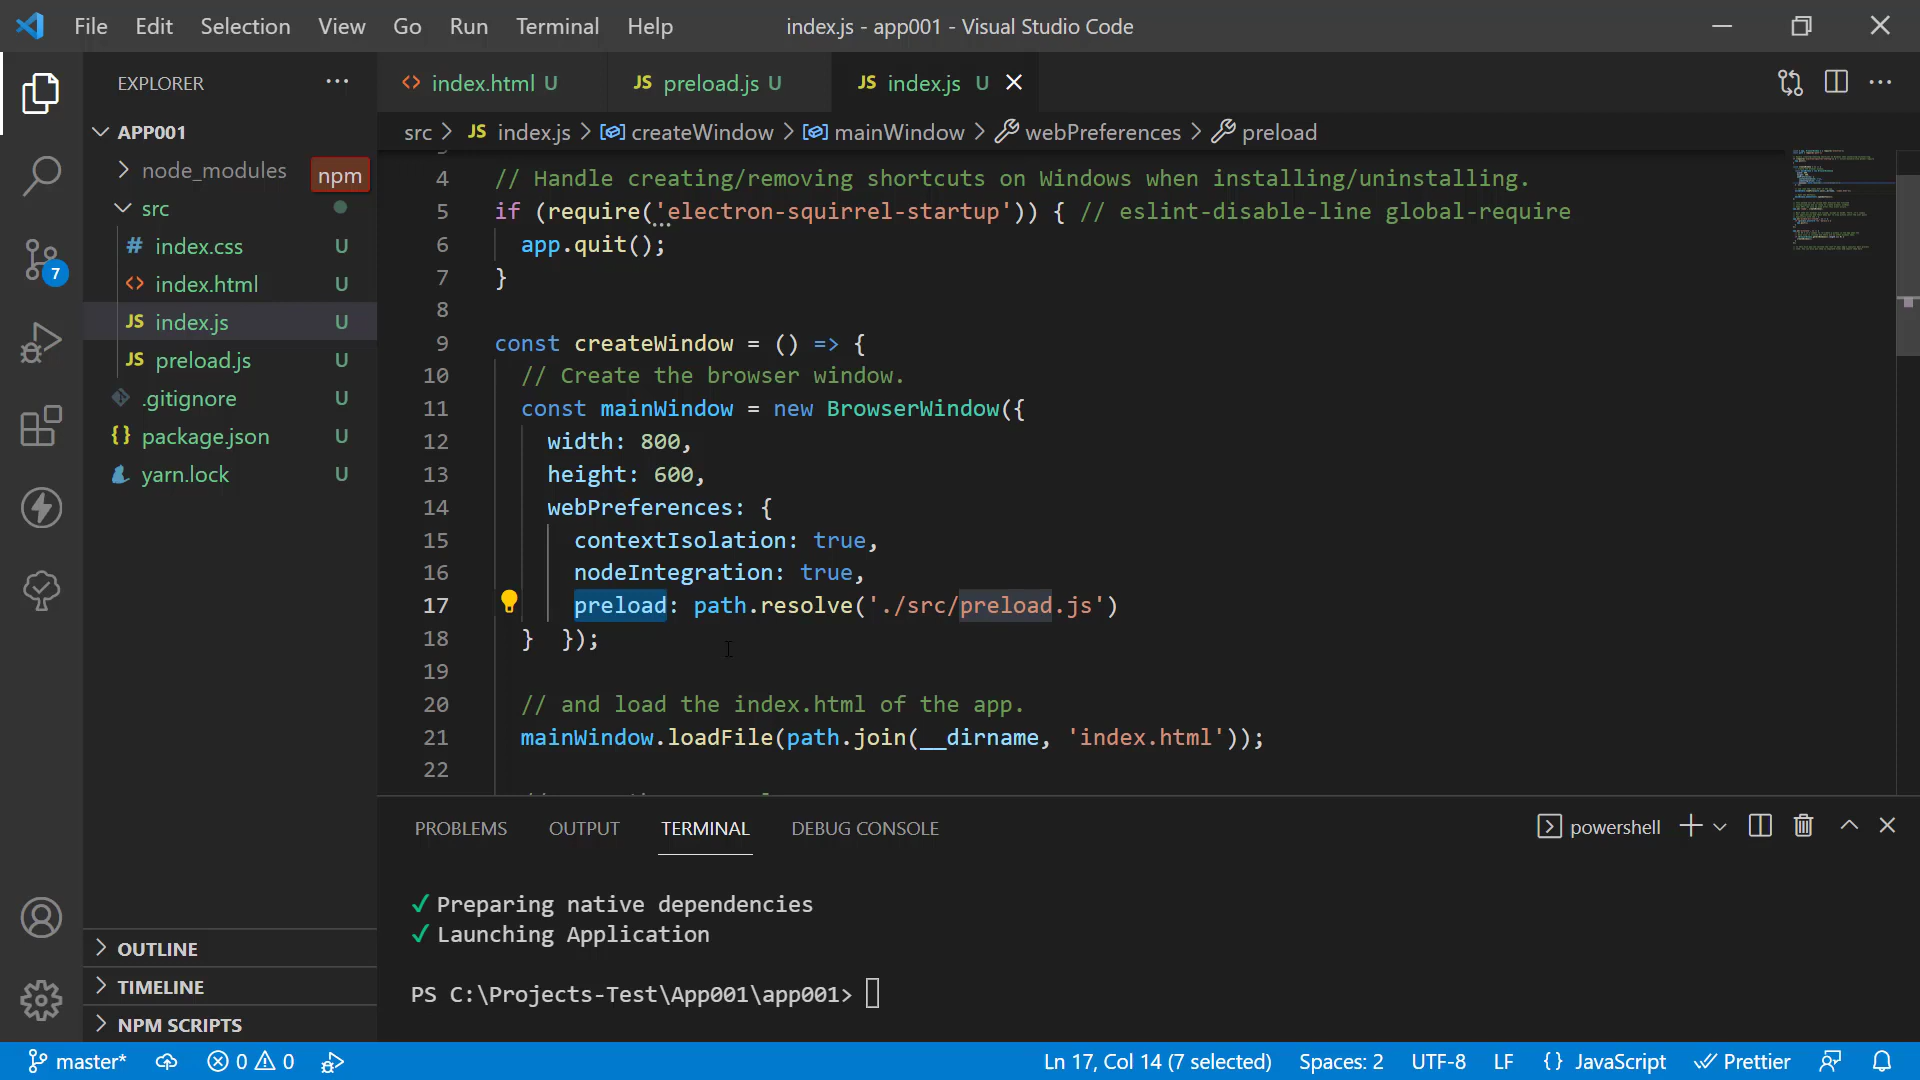 File Edit Selection View Go Run Terminal Help index.js - app001 - Visual Studio Code
EXPLORER
index.html U
preload.js U
index.js U
APP001
src > index.js > createWindow > mainWindow > webPreferences > preload
node_modules
npm
src
index.css U
index.html U
index.js U
preload.js U
.gitignore U
package.json U
yarn.lock U
7
4 // Handle creating/removing shortcuts on Windows when installing/uninstalling.
5 if (require('electron-squirrel-startup')) { // eslint-disable-line global-require
6 app.quit();
7 }
8
9 const createWindow = () => {
10 // Create the browser window.
11 const mainWindow = new BrowserWindow({
12 width: 800,
13 height: 600,
14 webPreferences: {
15 contextIsolation: true,
16 nodeIntegration: true,
17 preload: path.resolve('./src/preload.js')
18 } });
19
20 // and load the index.html of the app.
21 mainWindow.loadFile(path.join(__dirname, 'index.html'));
22
PROBLEMS OUTPUT TERMINAL DEBUG CONSOLE
powershell
✓ Preparing native dependencies
✓ Launching Application
PS C:\Projects-Test\App001\app001>
OUTLINE
TIMELINE
NPM SCRIPTS
master* 0 0 Ln 17, Col 14 (7 selected) Spaces: 2 UTF-8 LF {} JavaScript Prettier